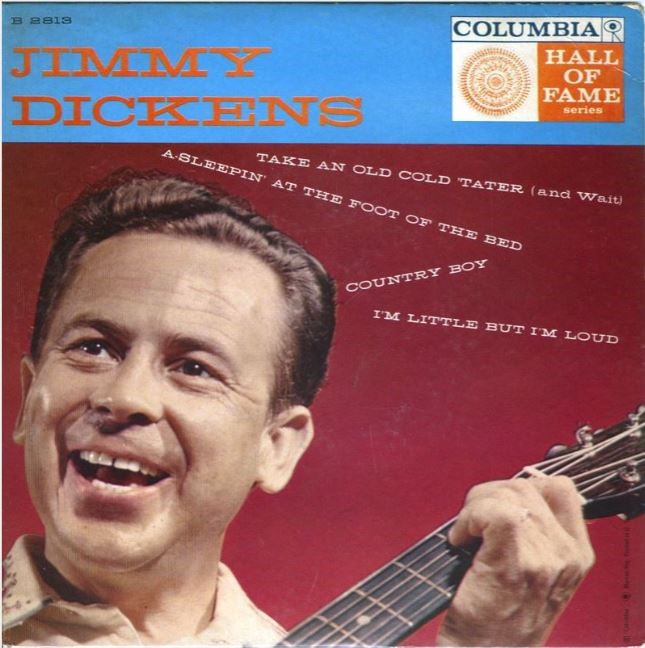 B 2813
JIMMY
DICKENS
COLUMBIA
HALL
OF
FAME
series
TAKE AN OLD COLD 'TATER (and Wait)
A-SLEEPIN' AT THE FOOT OF THE BED
COUNTRY BOY
I'M LITTLE BUT I'M LOUD